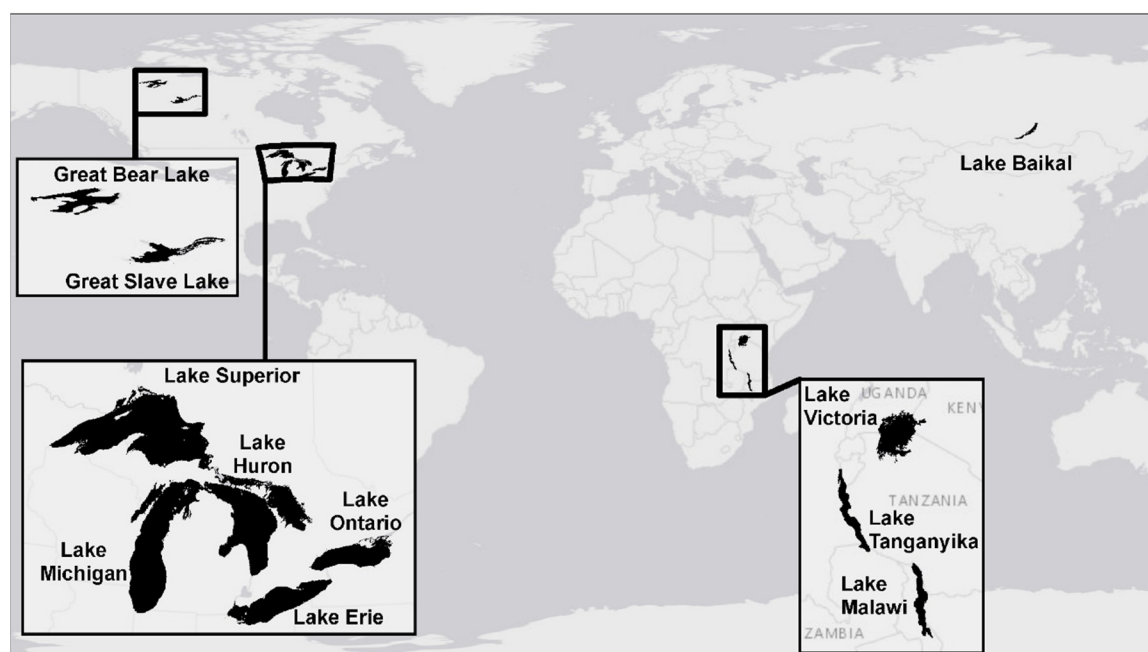 Great Bear Lake
Great Slave Lake
Lake Baikal
Lake Superior
Lake
Huron
Lake
Ontario
Lake
Michigan
Lake Erie
Lake
Victoria
UGANDA
KENY
TANZANIA
Lake
Tanganyika
Lake
Malawi
ZAMBIA